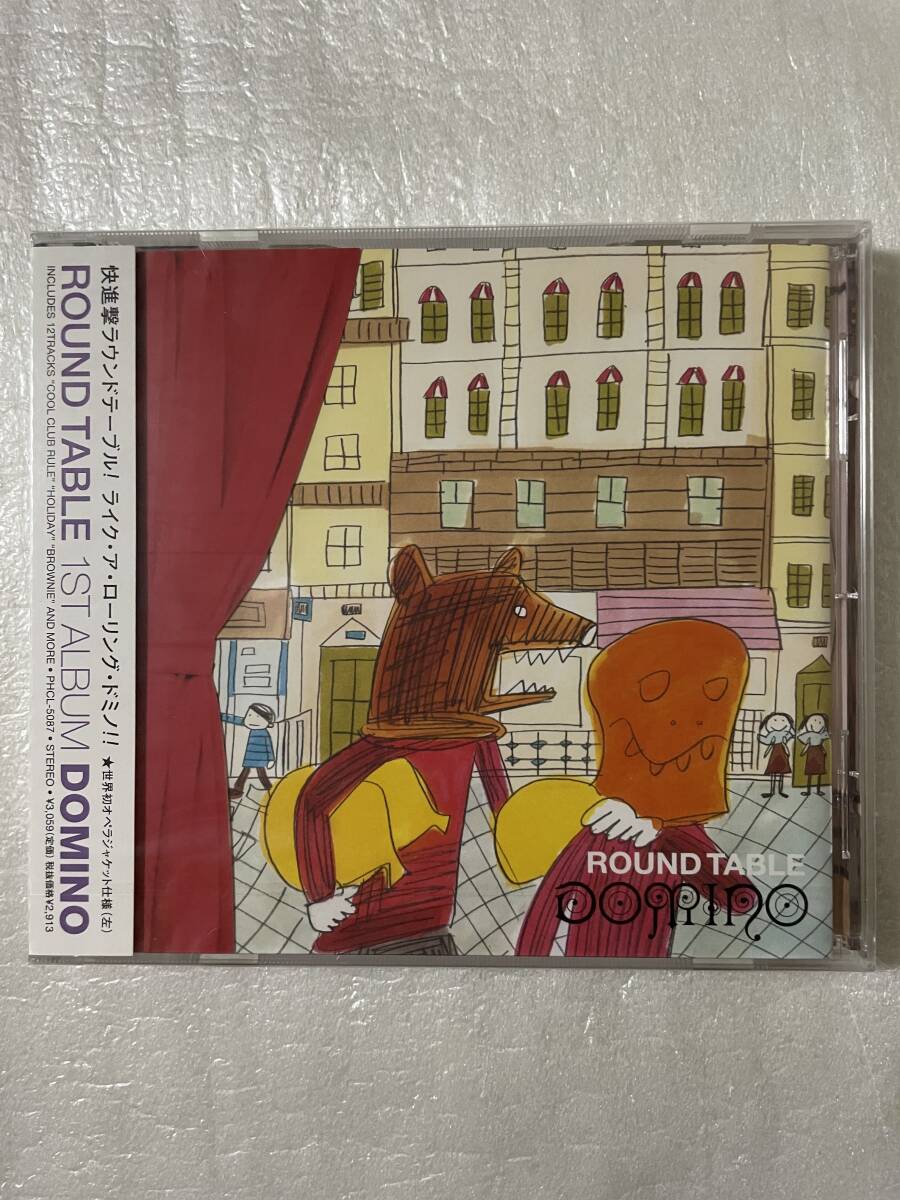 快進撃ラウンドテーブル! ライク・ア・ローリング・ドミノ!! ★世界初オペラジャケット仕様(左)
ROUND TABLE 1ST ALBUM DOMINO
INCLUDES 12TRACKS "COOL CLUB RULE" "HOLIDAY" "BROWNIE" AND MORE • PHCL-5087 • STEREO • ¥3,059(定価) 税抜価格¥2,913
ROUND TABLE
DOMINO